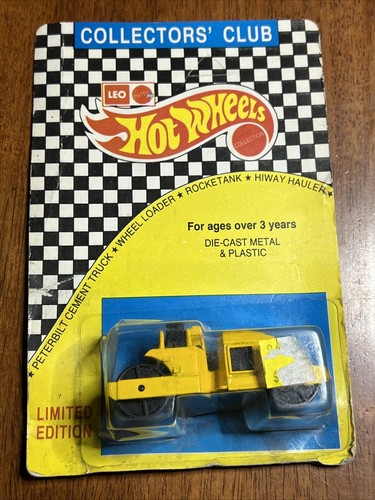 COLLECTORS' CLUB
LEO
MATTEL
Hot Wheels
COLLECTION
★ PETERBILT CEMENT TRUCK ★ WHEEL LOADER ★ ROCKETANK ★ HIWAY HAULER ★
For ages over 3 years
DIE-CAST METAL
& PLASTIC
LIMITED
EDITION